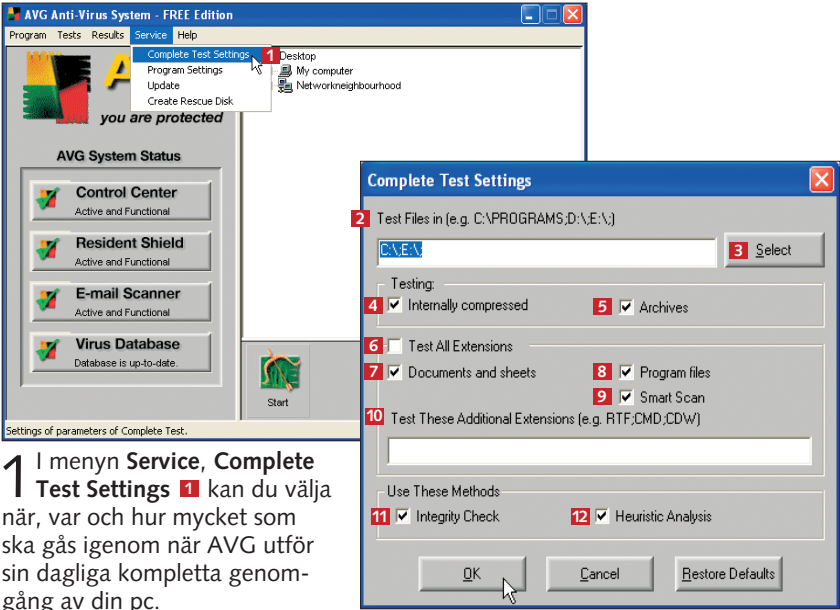 AVG Anti-Virus System - FREE Edition
Program Tests Results Service Help
Complete Test Settings 1
Program Settings
Update
Create Rescue Disk
Desktop
My computer
Networkneighbourhood
A
you are protected
AVG System Status
Control Center
Active and Functional
Resident Shield
Active and Functional
E-mail Scanner
Active and Functional
Virus Database
Database is up-to-date.
Start
Settings of parameters of Complete Test.
Complete Test Settings
2 Test Files in (e.g. C:\PROGRAMS;D:\;E:\;)
C:\;E:\;
3 Select
Testing:
4 Internally compressed
5 Archives
6 Test All Extensions
7 Documents and sheets
8 Program files
9 Smart Scan
10 Test These Additional Extensions (e.g. RTF;CMD;CDW)
Use These Methods
11 Integrity Check
12 Heuristic Analysis
OK
Cancel
Restore Defaults
1 I menyn Service, Complete
Test Settings 1 kan du välja
när, var och hur mycket som
ska gås igenom när AVG utför
sin dagliga kompletta genom-
gång av din pc.